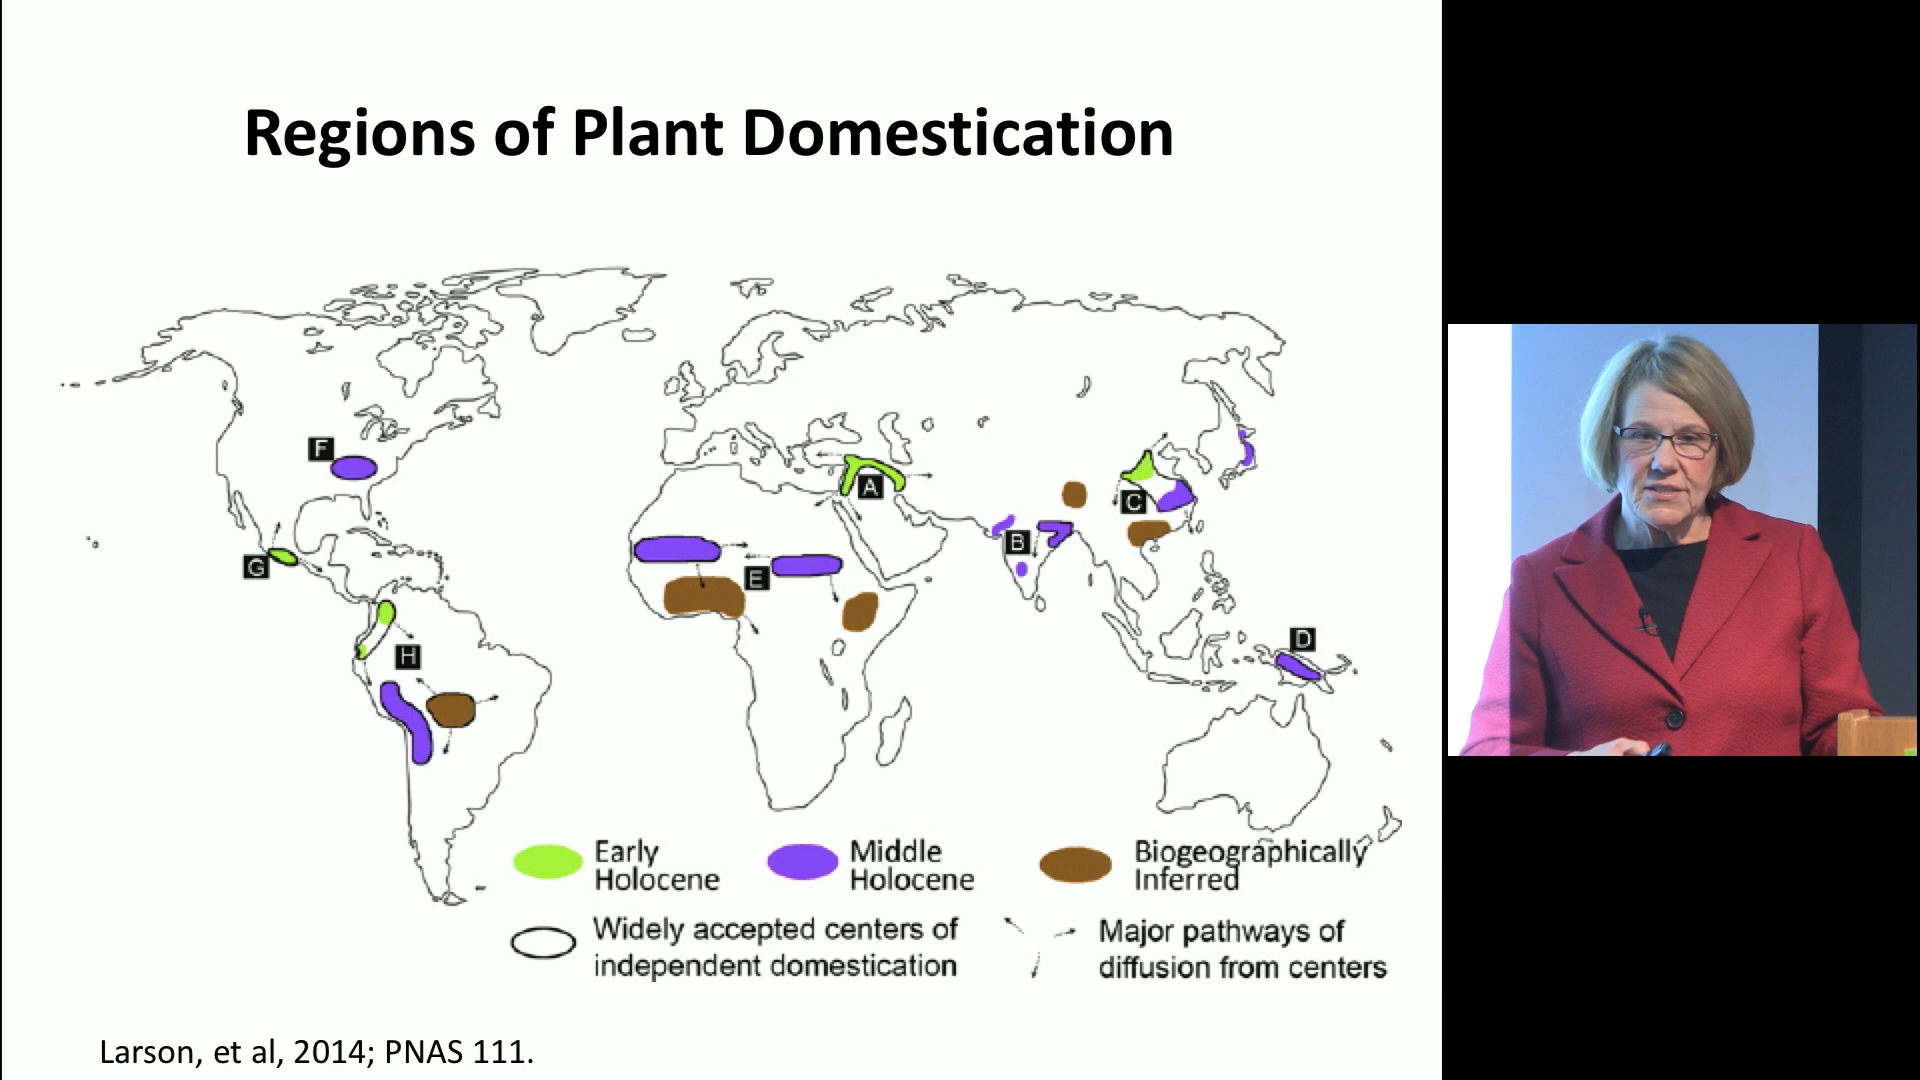 Regions of Plant Domestication
F
A
C
B
G
E
D
H
Early
Holocene
Middle
Holocene
Biogeographically
Inferred
Widely accepted centers of
independent domestication
Major pathways of
diffusion from centers
Larson, et al, 2014; PNAS 111.